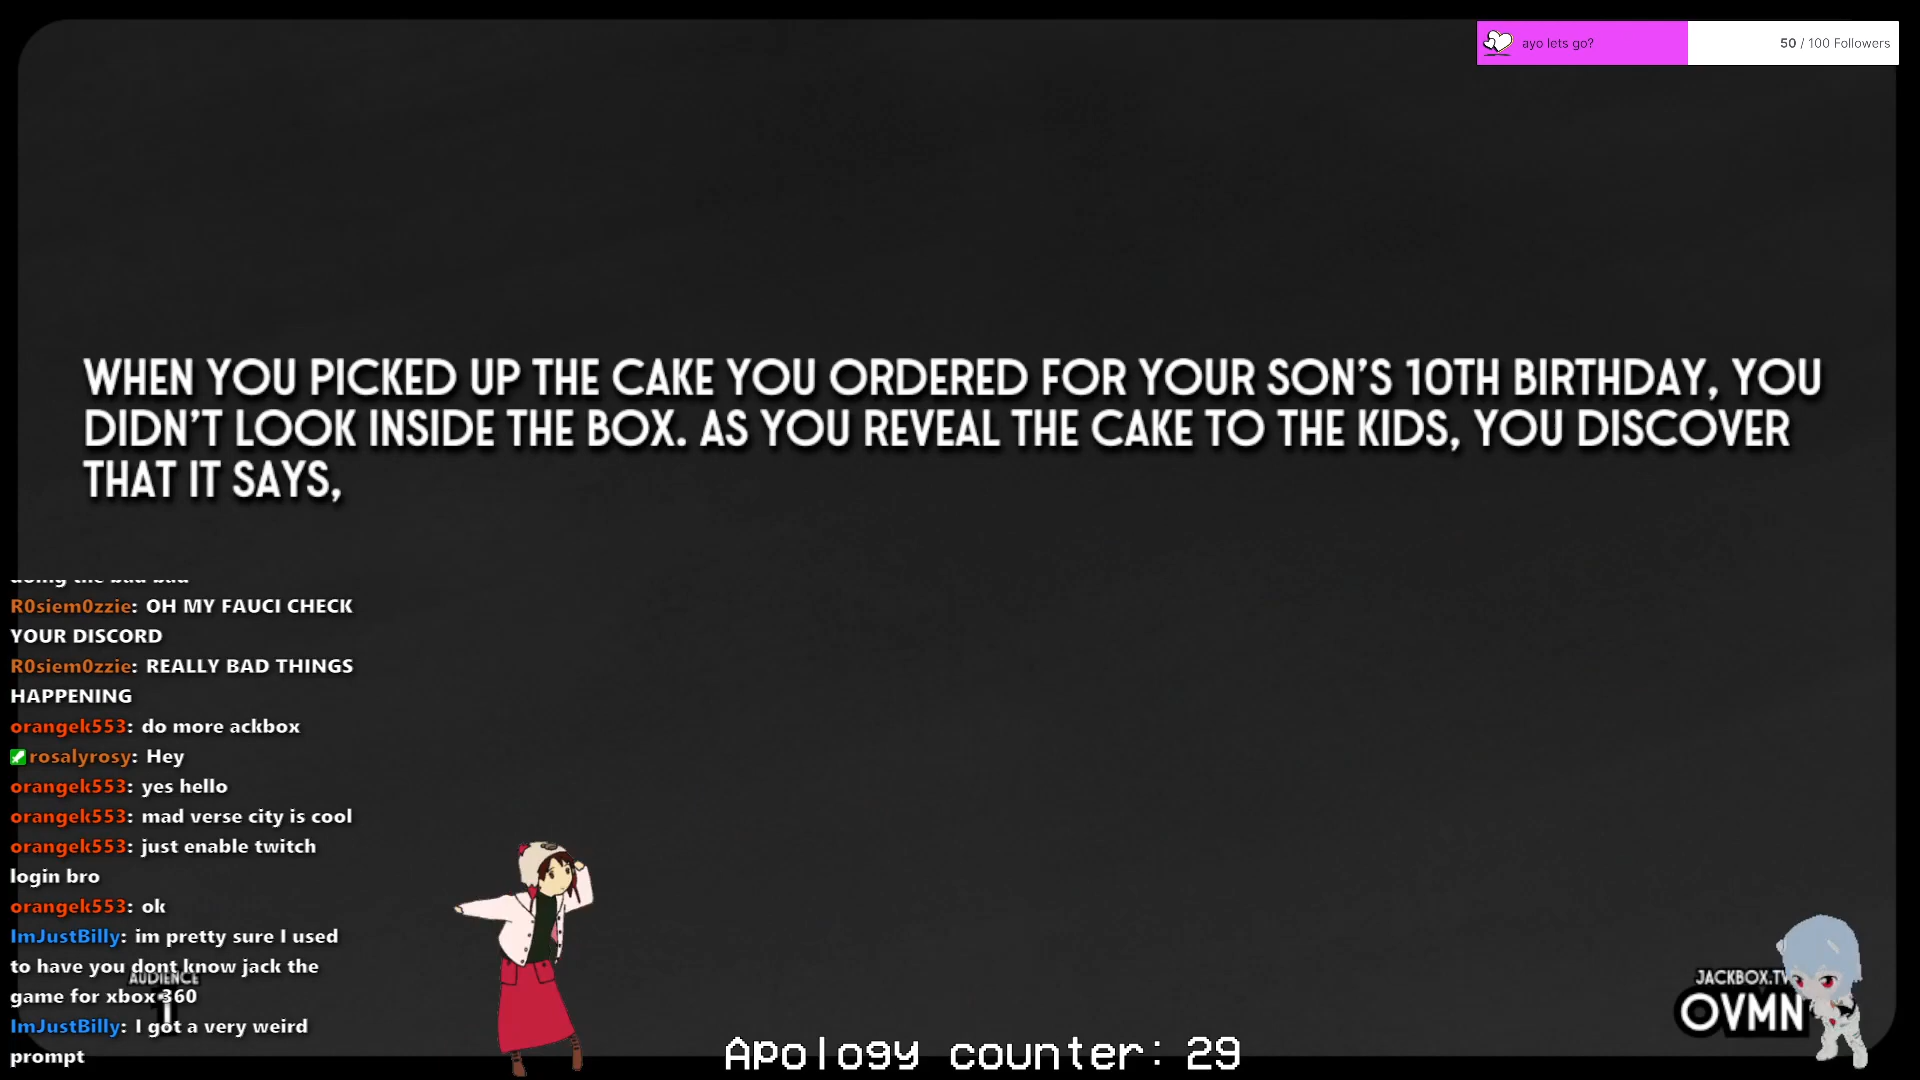 ayo lets go?
50 / 100 Followers
WHEN YOU PICKED UP THE CAKE YOU ORDERED FOR YOUR SON'S 10TH BIRTHDAY, YOU
DIDN'T LOOK INSIDE THE BOX. AS YOU REVEAL THE CAKE TO THE KIDS, YOU DISCOVER
THAT IT SAYS,
doing the bad bad
R0siem0zzie: OH MY FAUCI CHECK
YOUR DISCORD
R0siem0zzie: REALLY BAD THINGS
HAPPENING
orangek553: do more ackbox
rosalyrosy: Hey
orangek553: yes hello
orangek553: mad verse city is cool
orangek553: just enable twitch
login bro
orangek553: ok
ImJustBilly: im pretty sure I used
to have you dont know jack the
game for xbox 360
ImJustBilly: I got a very weird
prompt
AUDIENCE
1
JACKBOX.TV
OVMN
Apology counter: 29